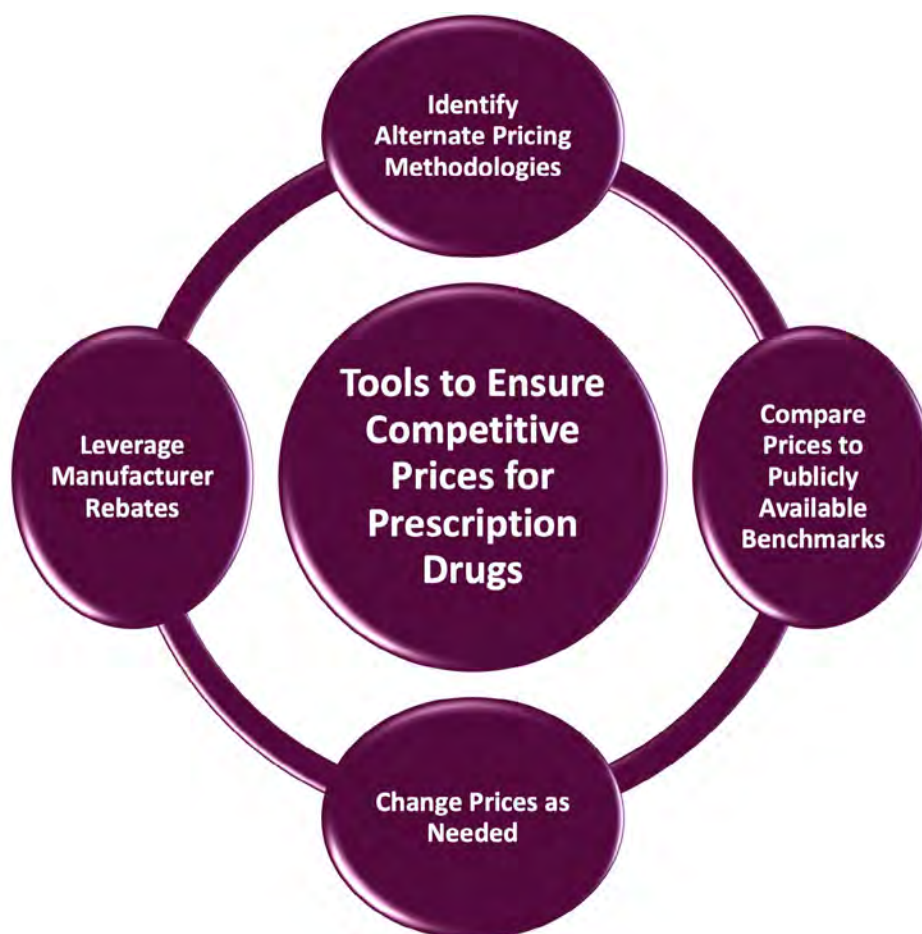 Identify
Alternate Pricing
Methodologies
Tools to Ensure
Competitive
Prices for
Prescription
Drugs
Compare
Prices to
Publicly
Available
Benchmarks
Leverage
Manufacturer
Rebates
Change Prices as
Needed